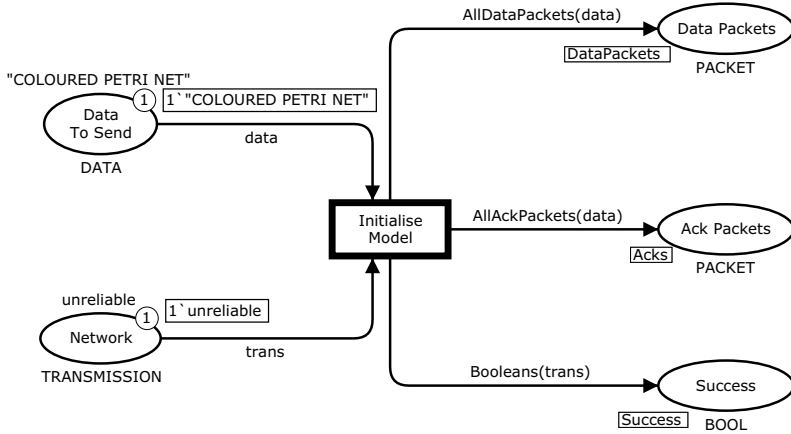 AllDataPackets(data)
Data Packets
DataPackets
PACKET
"COLOURED PETRI NET"
1
1`"COLOURED PETRI NET"
Data
To Send
data
DATA
Initialise
Model
AllAckPackets(data)
Ack Packets
Acks
PACKET
unreliable
1
1`unreliable
Network
trans
TRANSMISSION
Booleans(trans)
Success
Success
BOOL